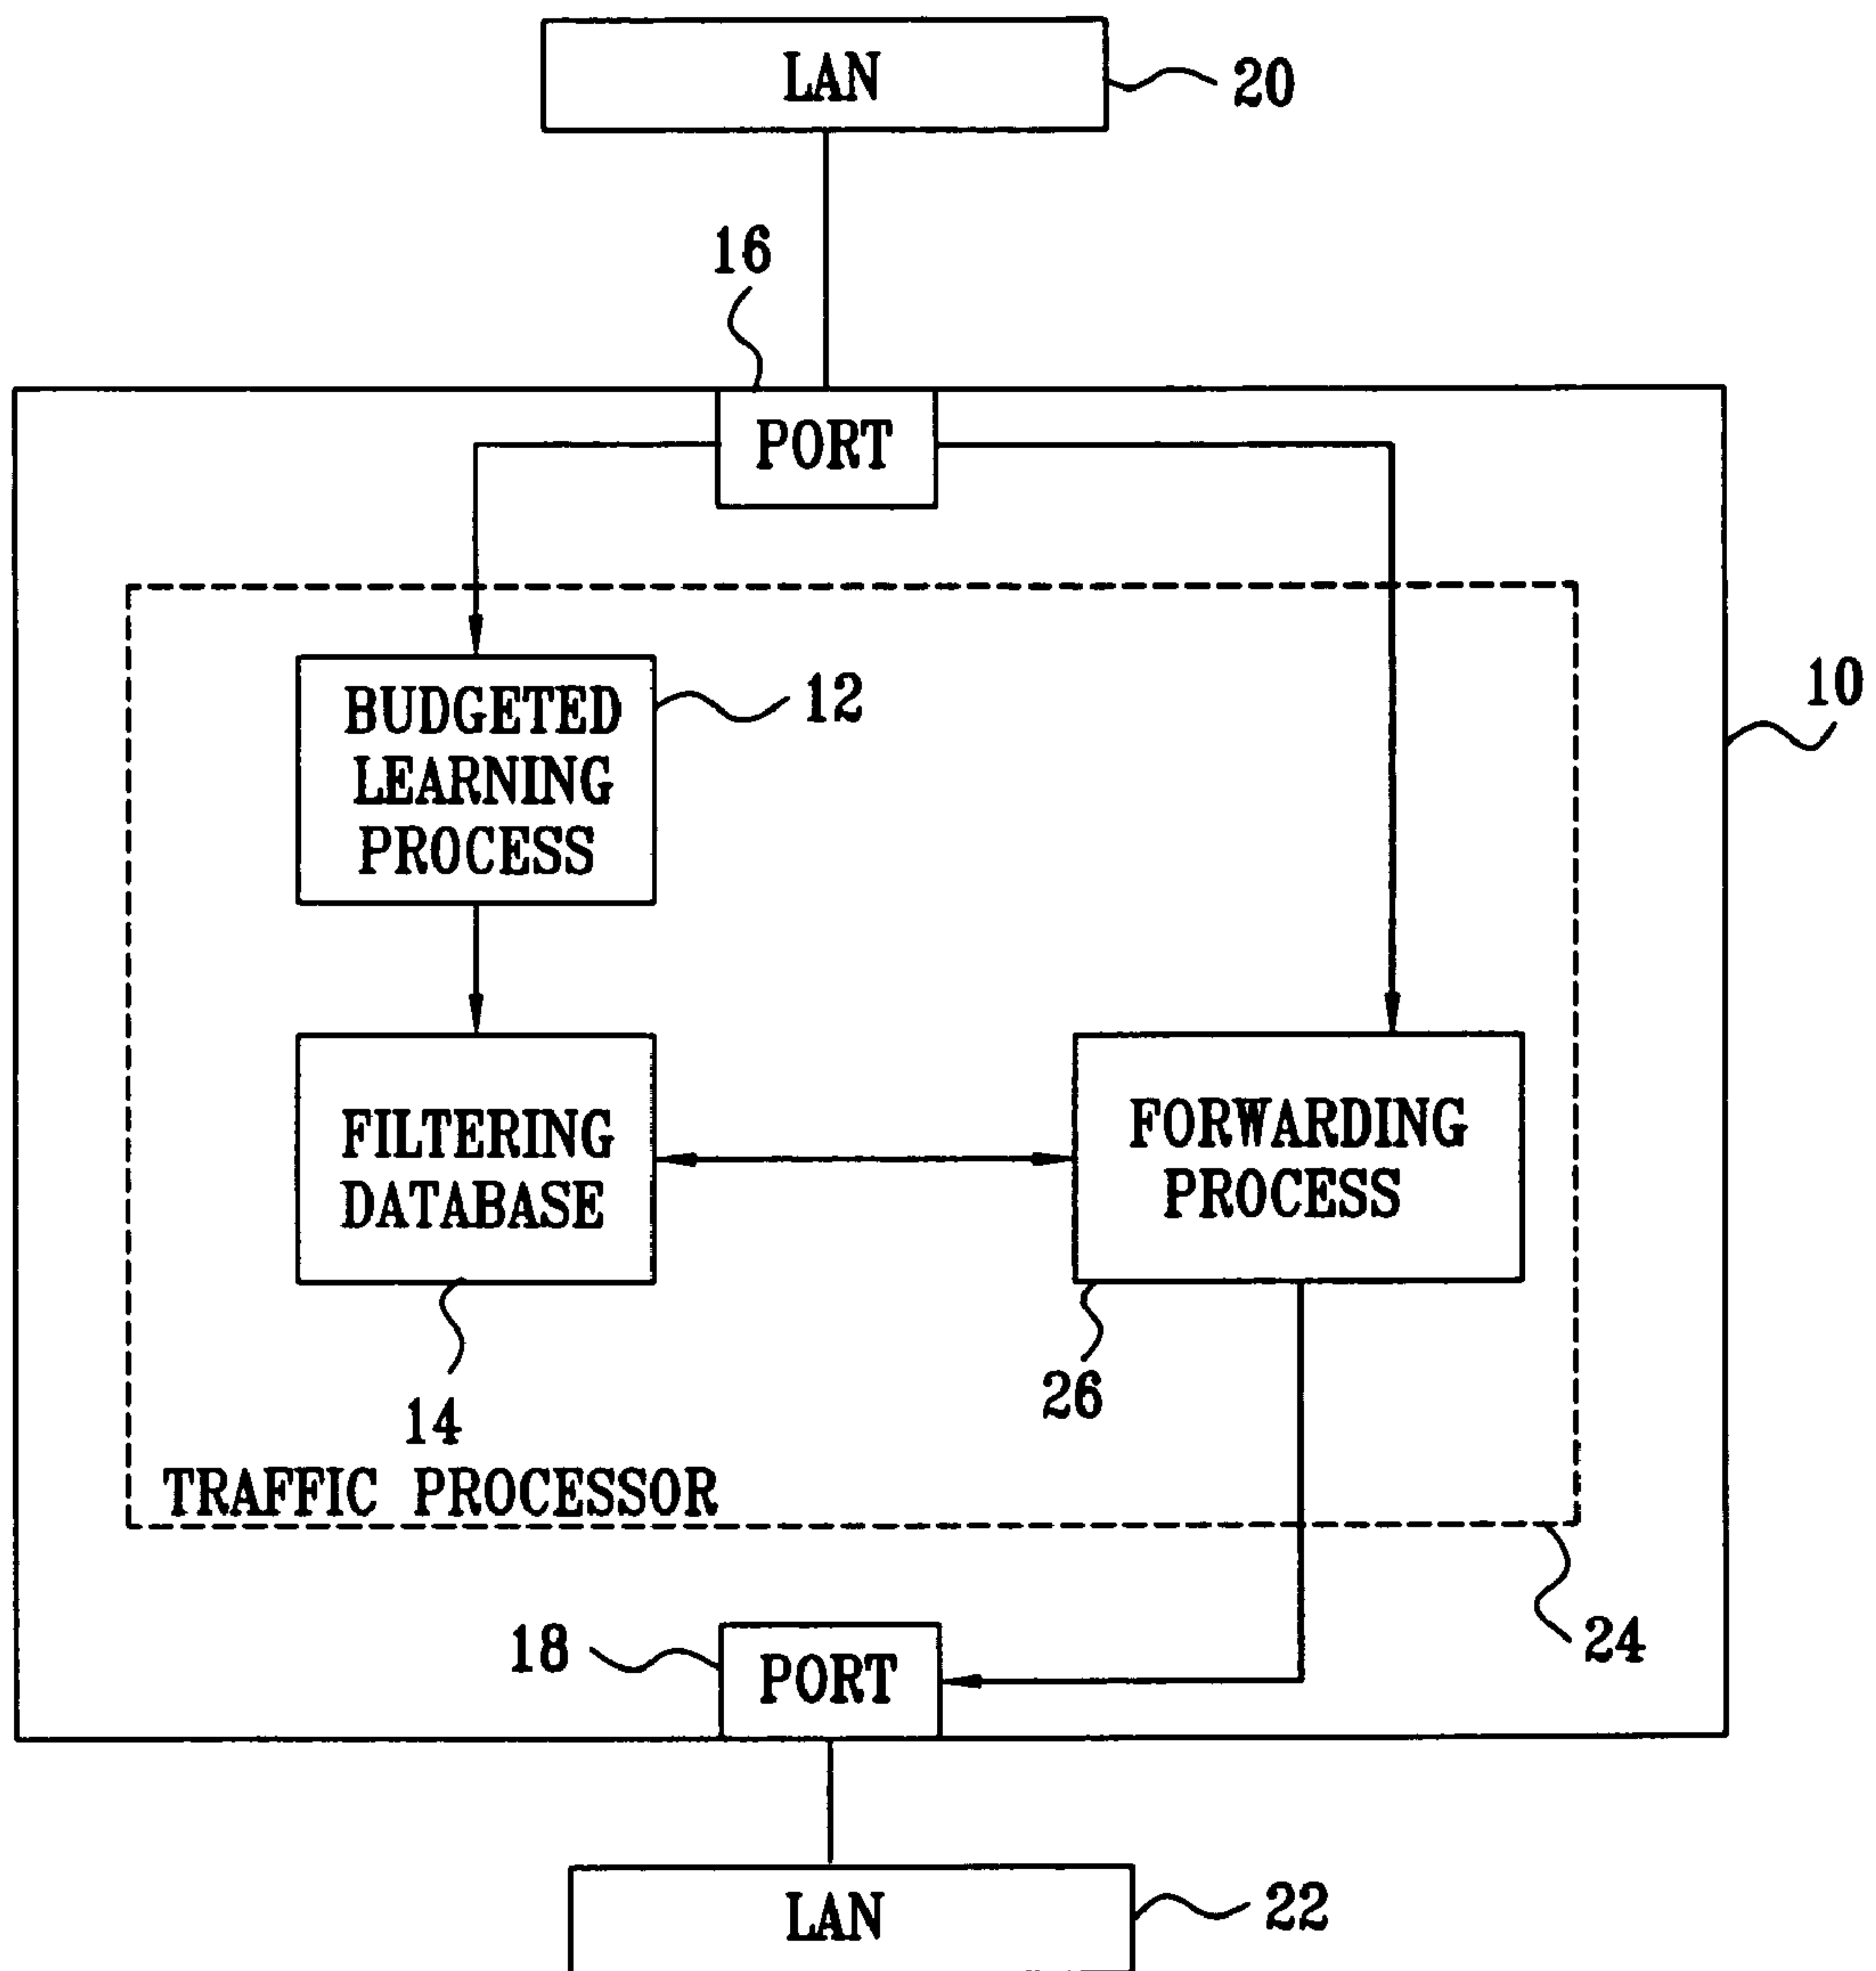 LAN
20
16
PORT
10
BUDGETED
LEARNING
PROCESS
12
FILTERING
DATABASE
FORWARDING
PROCESS
14
26
TRAFFIC PROCESSOR
24
18
PORT
LAN
22